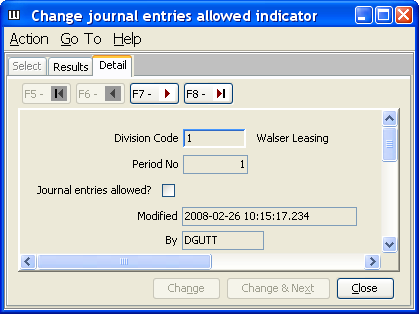 Change journal entries allowed indicator
Action Go To Help
Select Results Detail
F5 - F6 - F7 - F8 -
Division Code 1 Walser Leasing
Period No 1
Journal entries allowed?
Modified 2008-02-26 10:15:17.234
By DGUTT
Change Change & Next Close